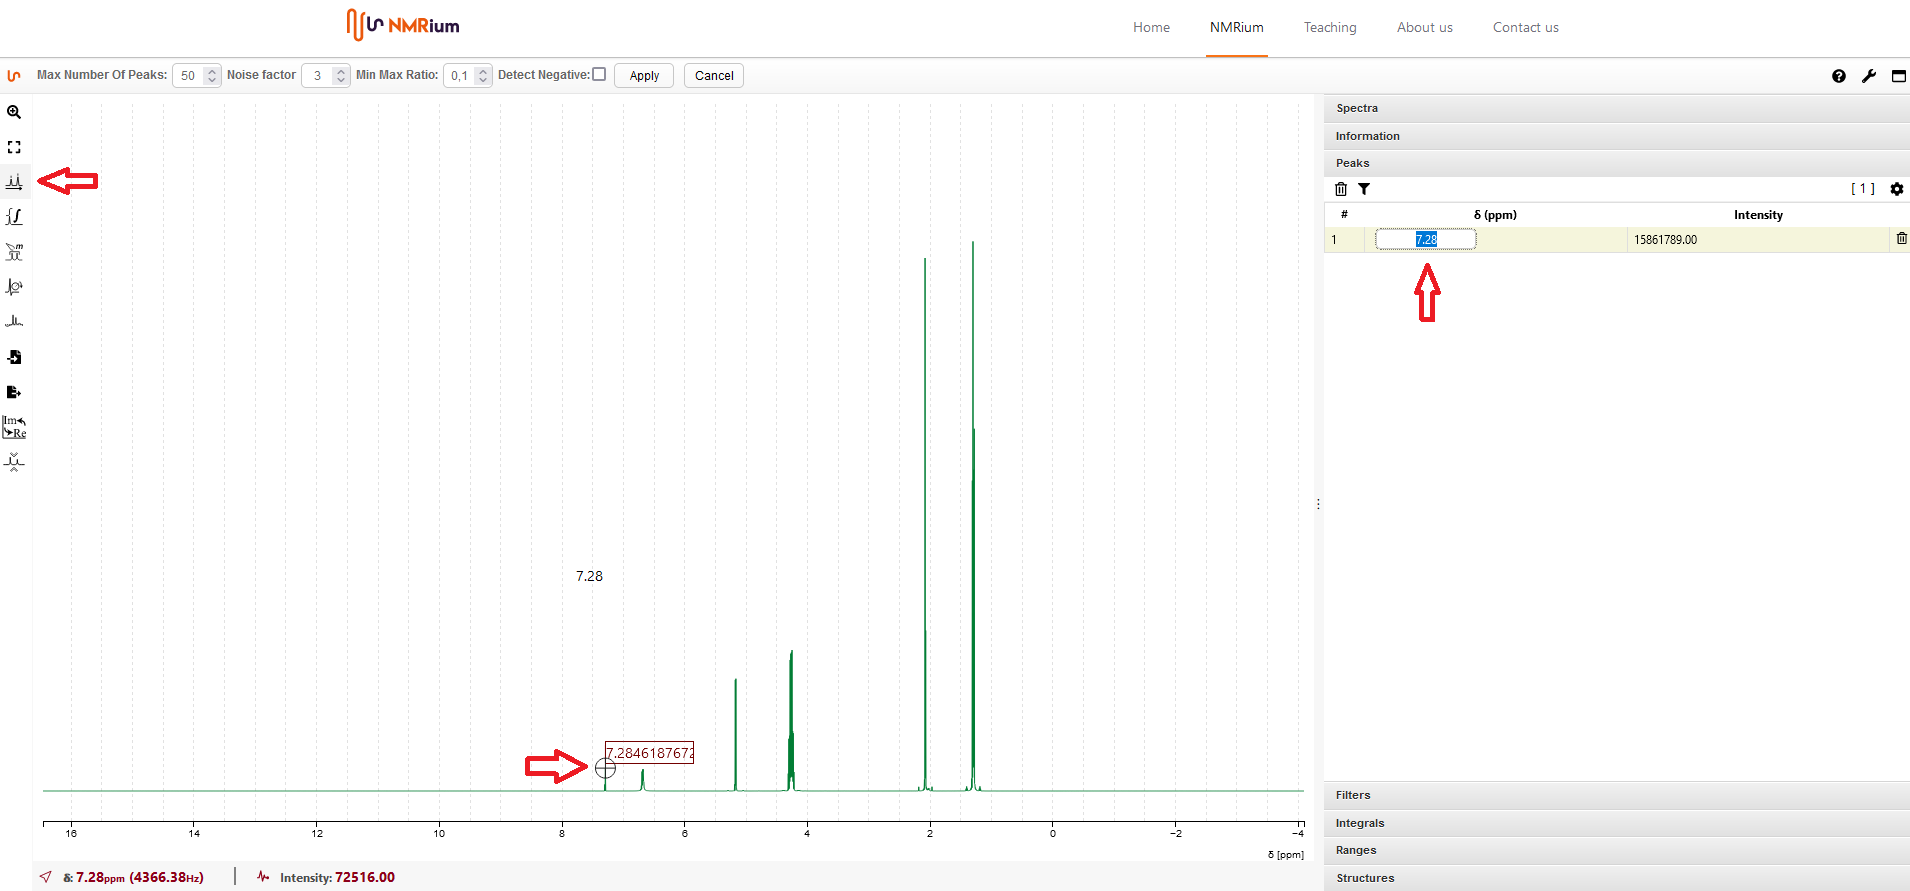 NMRium
Home NMRium Teaching About us Contact us
Max Number Of Peaks: 50 Noise factor 3 Min Max Ratio: 0,1 Detect Negative: Apply Cancel
Spectra
Information
Peaks
[ 1 ]
# δ (ppm) Intensity
1 7.28 15861789.00
m
Im
Re
7.28
7.2846187672
16 14 12 10 8 6 4 2 0 −2 −4
δ [ppm]
Filters
Integrals
Ranges
Structures
δ: 7.28ppm (4366.38Hz) Intensity: 72516.00